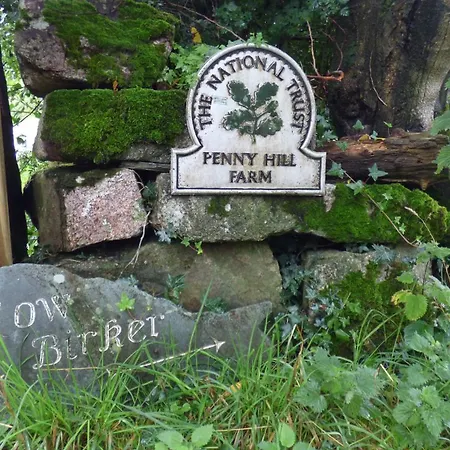 THE NATIONAL TRUST
PENNY HILL
FARM
ow
Birker